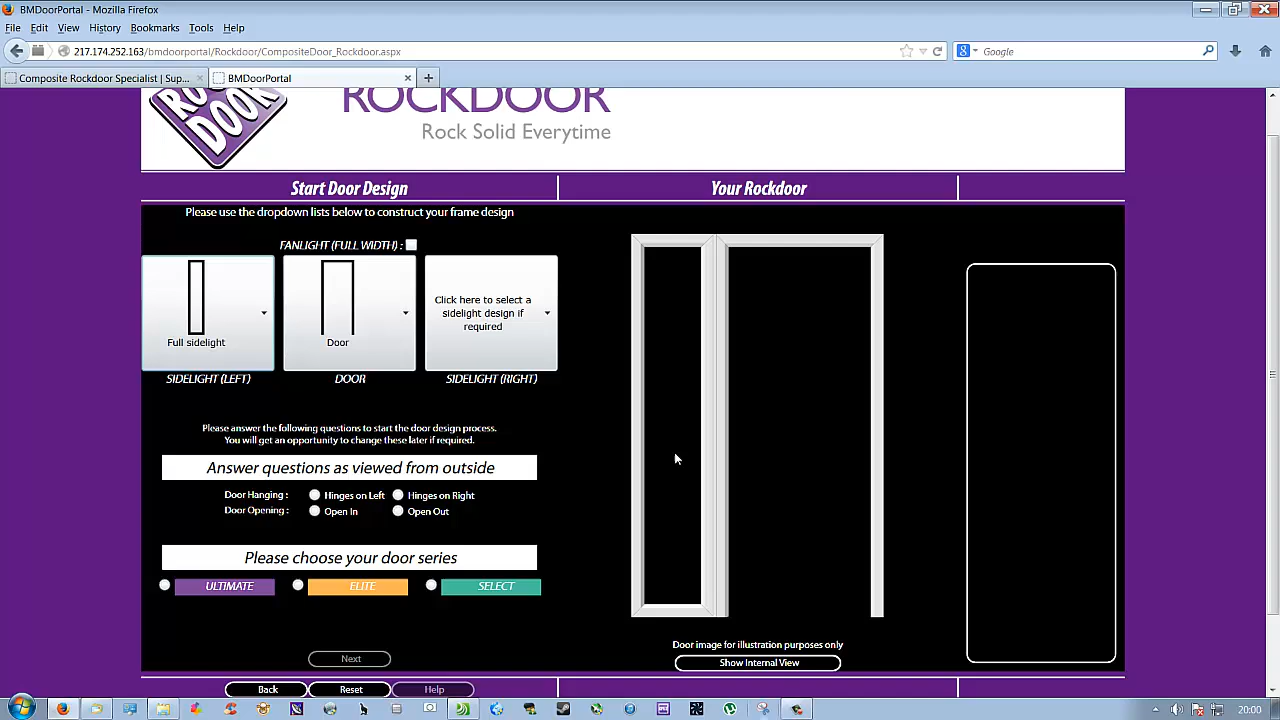 BMDoorPortal - Mozilla Firefox
File Edit View History Bookmarks Tools Help
217.174.252.163/bmdoorportal/Rockdoor/CompositeDoor_Rockdoor.aspx
Google
Composite Rockdoor Specialist | Sup...
BMDoorPortal
ROCK
DOOR
ROCKDOOR
Rock Solid Everytime
Start Door Design
Your Rockdoor
Please use the dropdown lists below to construct your frame design
FANLIGHT (FULL WIDTH) :
Full sidelight
Door
Click here to select a
sidelight design if
required
SIDELIGHT (LEFT)
DOOR
SIDELIGHT (RIGHT)
Please answer the following questions to start the door design process.
You will get an opportunity to change these later if required.
Answer questions as viewed from outside
Door Hanging : Hinges on Left Hinges on Right
Door Opening : Open In Open Out
Please choose your door series
ULTIMATE ELITE SELECT
Door image for illustration purposes only
Next
Show Internal View
Back Reset Help
20:00